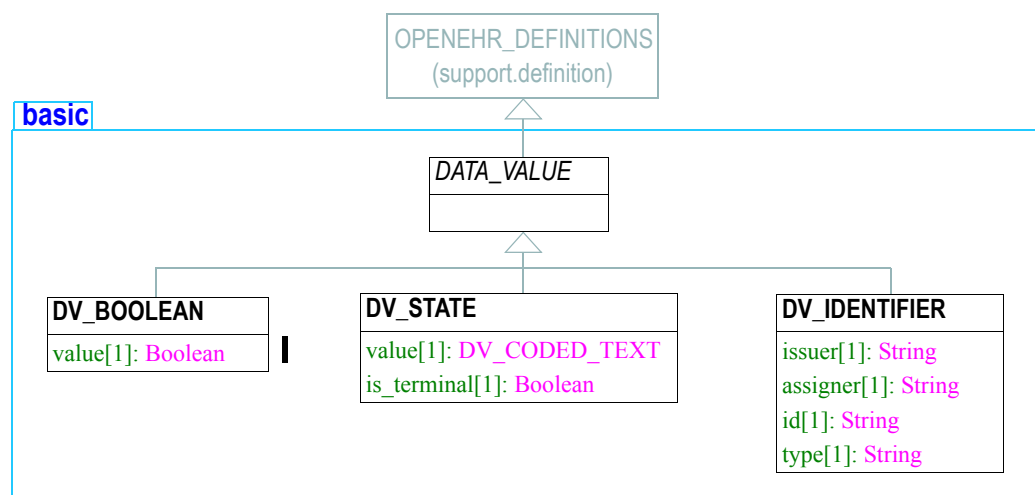 OPENEHR_DEFINITIONS
(support.definition)
basic
DATA_VALUE
DV_BOOLEAN
value[1]: Boolean
DV_STATE
value[1]: DV_CODED_TEXT
is_terminal[1]: Boolean
DV_IDENTIFIER
issuer[1]: String
assigner[1]: String
id[1]: String
type[1]: String